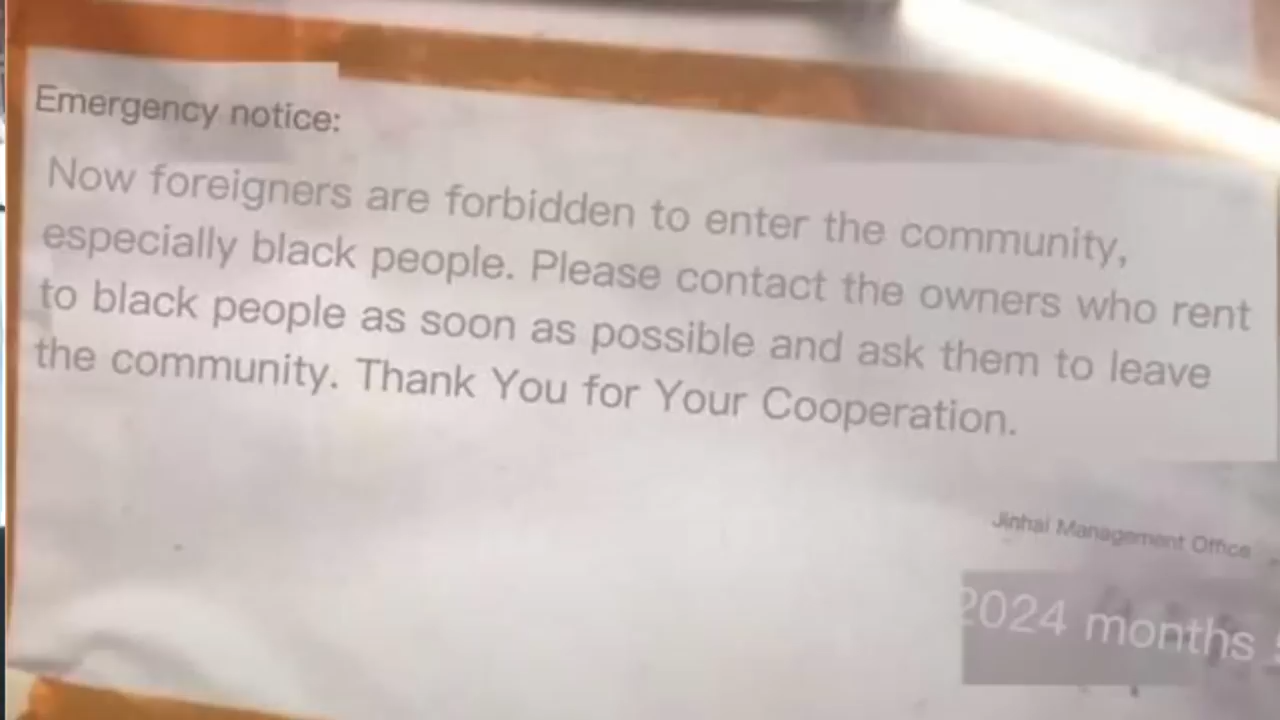 Emergency notice:
Now foreigners are forbidden to enter the community,
especially black people. Please contact the owners who rent
to black people as soon as possible and ask them to leave
the community. Thank You for Your Cooperation.
Jinhai Management Office
2024 months